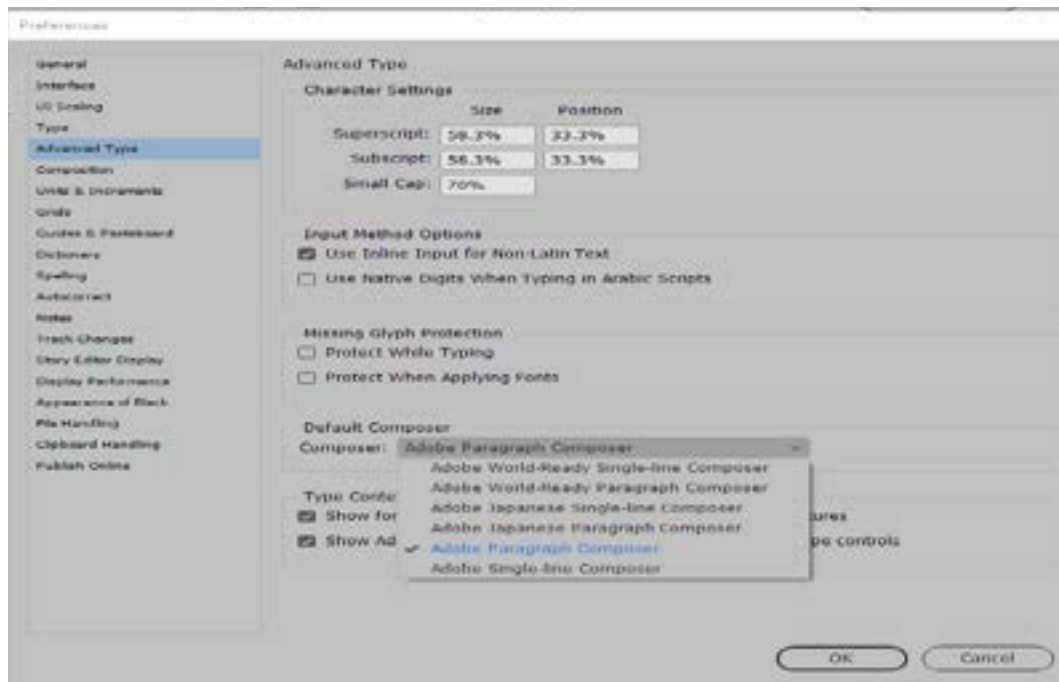 Preferences
General
Interface
UI Scaling
Type
Advanced Type
Composition
Units & Increments
Grids
Guides & Pasteboard
Dictionary
Spelling
Autocorrect
Notes
Track Changes
Story Editor Display
Display Performance
Appearance of Black
File Handling
Clipboard Handling
Publish Online
Advanced Type
Character Settings
Size Position
Superscript: 58.3% 33.3%
Subscript: 58.3% 33.3%
Small Cap: 70%
Input Method Options
Use Inline Input for Non-Latin Text
Use Native Digits When Typing in Arabic Scripts
Missing Glyph Protection
Protect While Typing
Protect When Applying Fonts
Default Composer
Composer: Adobe Paragraph Composer
Adobe World-Ready Single-line Composer
Adobe World-Ready Paragraph Composer
Adobe Japanese Single-line Composer
Adobe Japanese Paragraph Composer
Adobe Paragraph Composer
Adobe Single-line Composer
Type Conte
Show for ures
Show Ad pe controls
OK Cancel